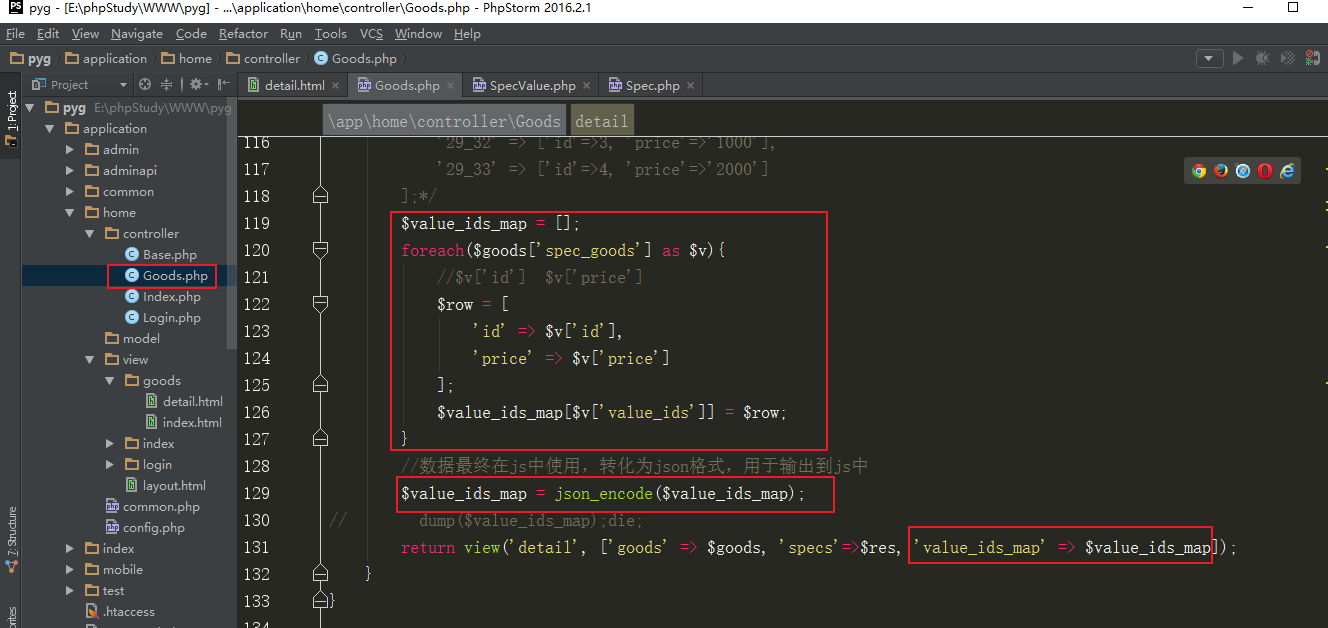 pyg - [E:\phpStudy\WWW\pyg] - ...\application\home\controller\Goods.php - PhpStorm 2016.2.1
File Edit View Navigate Code Refactor Run Tools VCS Window Help
pyg application home controller Goods.php
Project detail.html Goods.php SpecValue.php Spec.php
1: Project
7: Structure
pyg E:\phpStudy\WWW\pyg
application
admin
adminapi
common
home
controller
Base.php
Goods.php
Index.php
Login.php
model
view
goods
detail.html
index.html
index
login
layout.html
common.php
config.php
index
mobile
test
.htaccess
\app\home\controller\Goods detail
116 '29_32' => ['id'=>3, 'price'=>'1000'],
117 '29_33' => ['id'=>4, 'price'=>'2000']
118 ];*/
119 $value_ids_map = [];
120 foreach($goods['spec_goods'] as $v){
121 //$v['id'] $v['price']
122 $row = [
123 'id' => $v['id'],
124 'price' => $v['price']
125 ];
126 $value_ids_map[$v['value_ids']] = $row;
127 }
128 //数据最终在js中使用，转化为json格式，用于输出到js中
129 $value_ids_map = json_encode($value_ids_map);
130 // dump($value_ids_map);die;
131 return view('detail', ['goods' => $goods, 'specs'=>$res, 'value_ids_map' => $value_ids_map]);
132 }
133 }